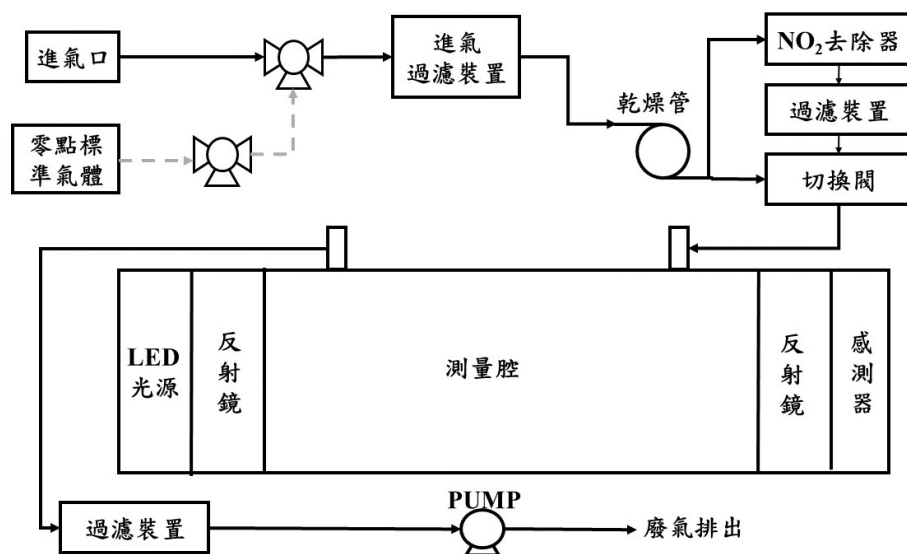 進氣口
零點標
準氣體
進氣
過濾裝置
乾燥管
NO₂去除器
過濾裝置
切換閥
LED
光源
反射鏡
測量腔
反射鏡
感測器
過濾裝置
PUMP
廢氣排出